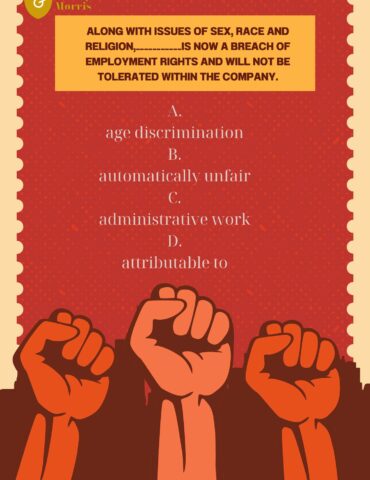 &
Morris
ALONG WITH ISSUES OF SEX, RACE AND
RELIGION,___________IS NOW A BREACH OF
EMPLOYMENT RIGHTS AND WILL NOT BE
TOLERATED WITHIN THE COMPANY.
A.
age discrimination
B.
automatically unfair
C.
administrative work
D.
attributable to